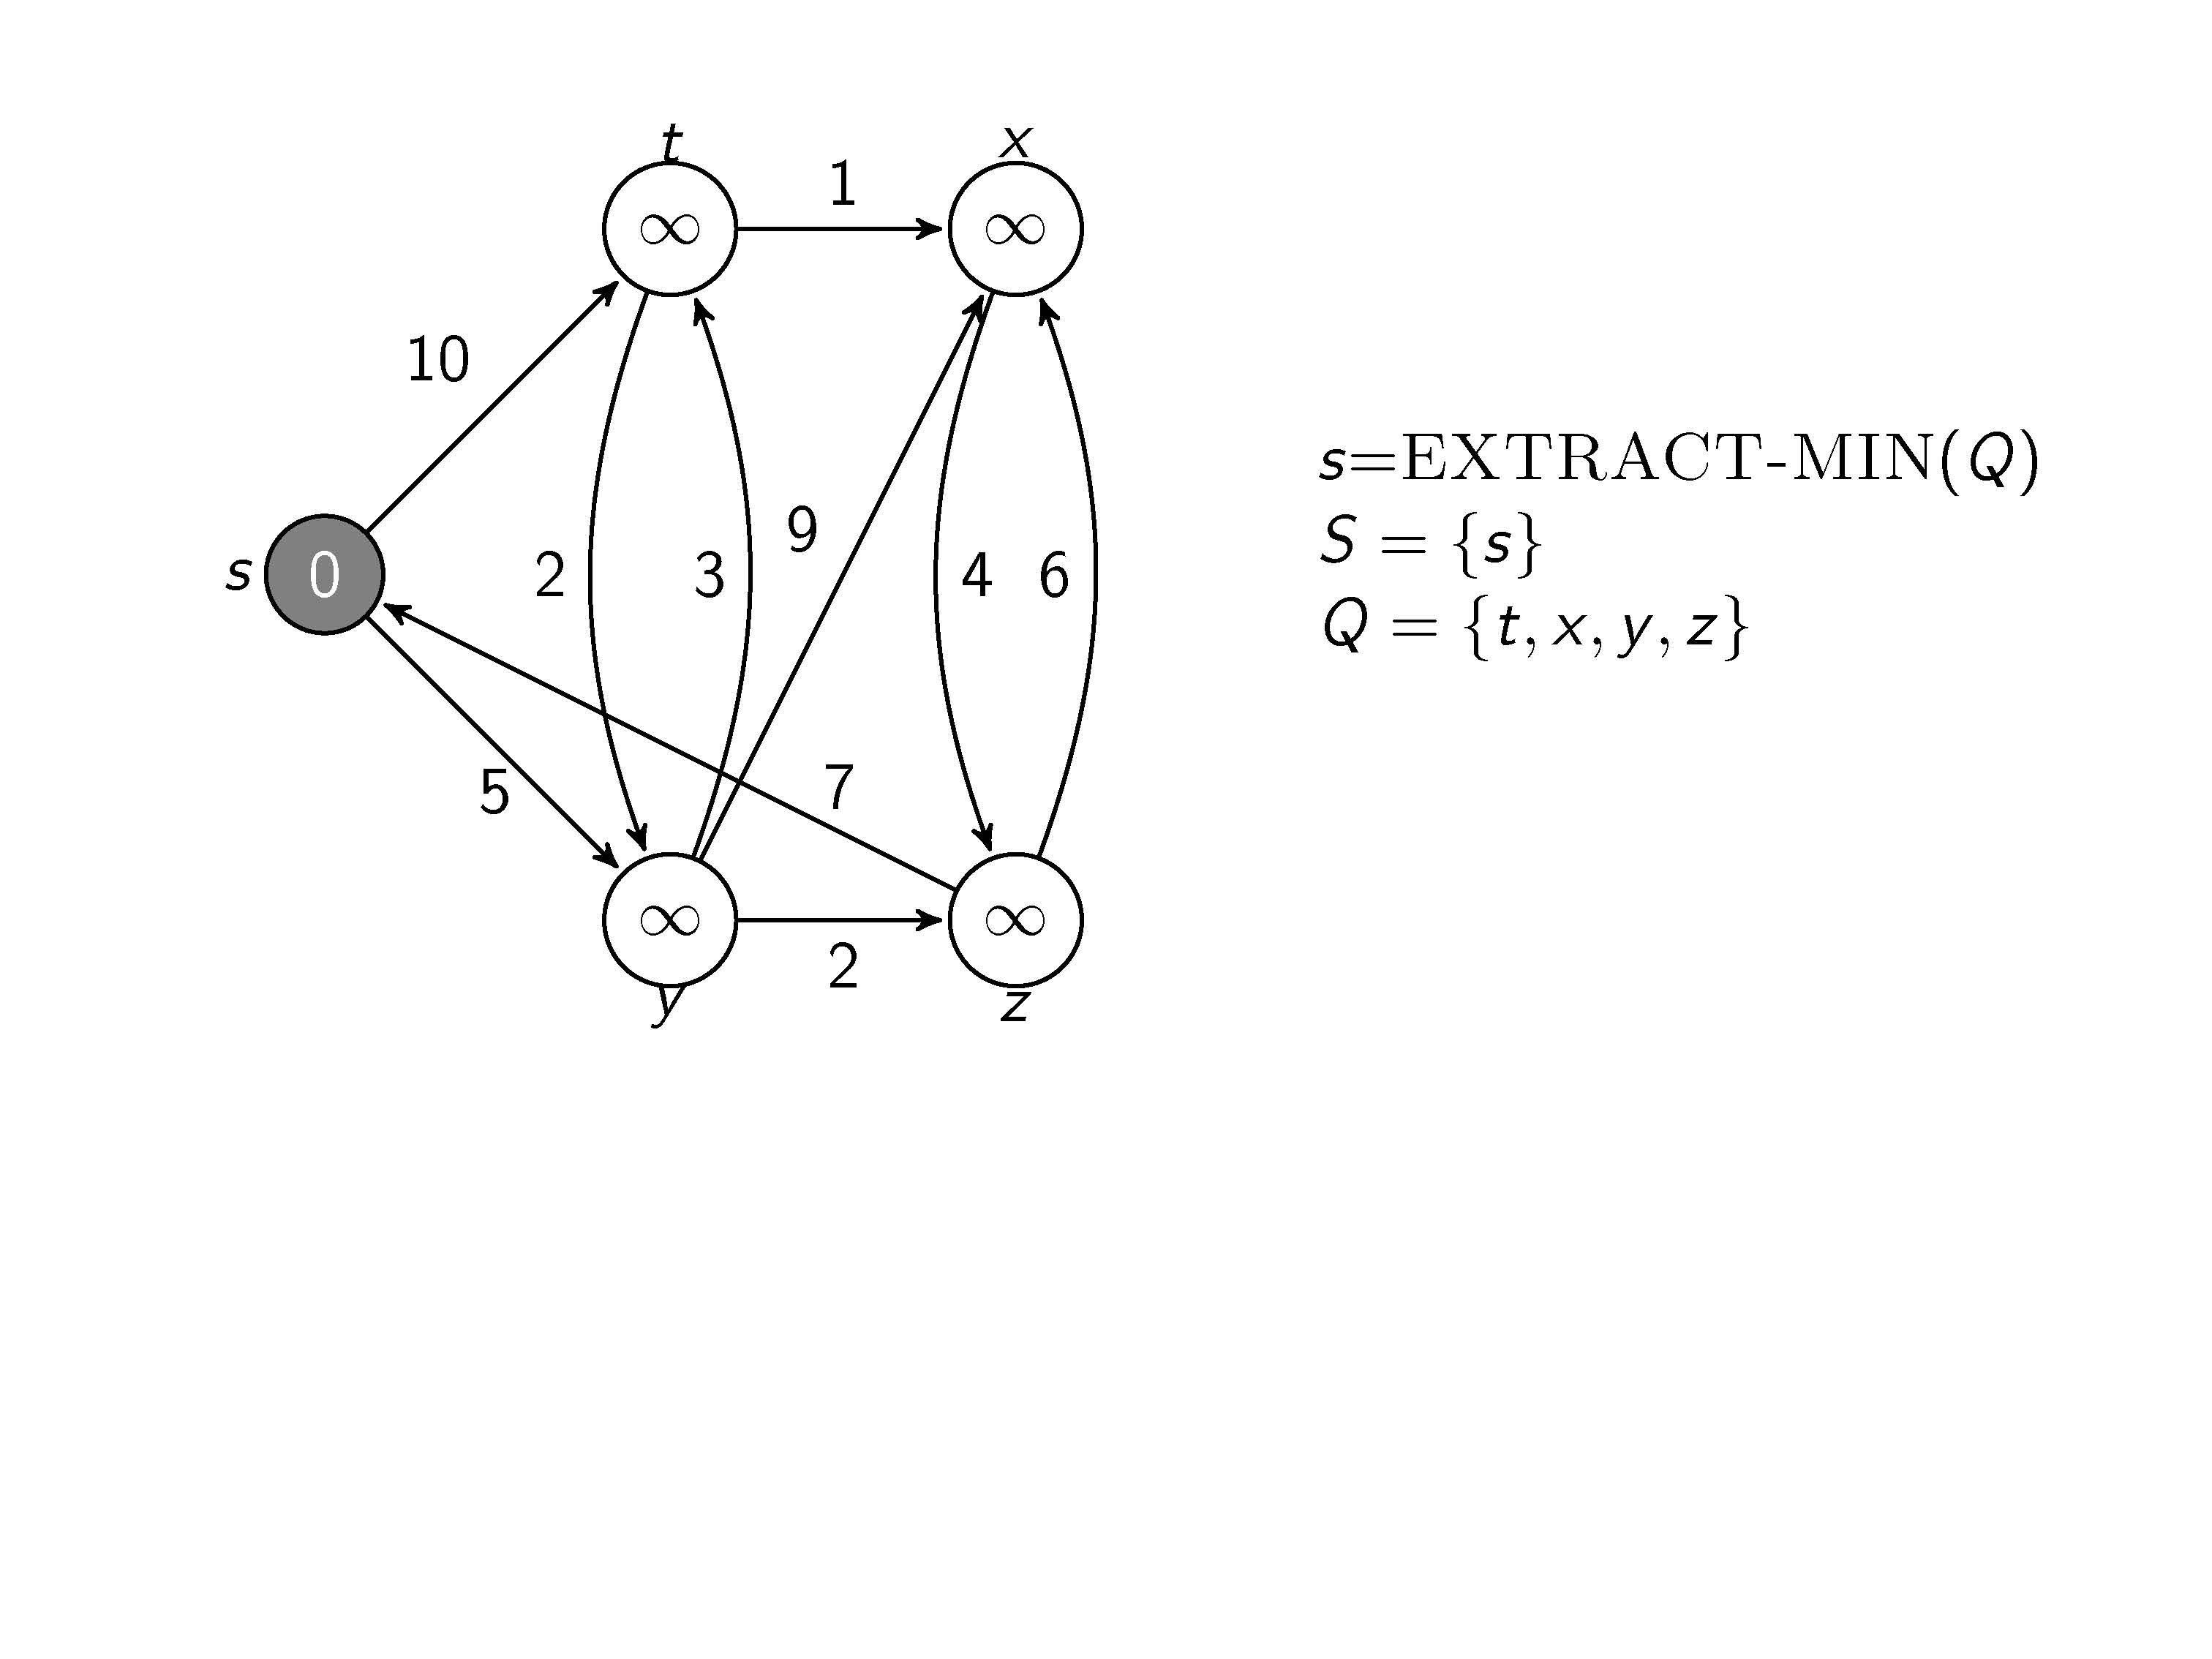 t
x
1
∞
∞
10
9
s
0
2
3
4
6
7
5
∞
∞
2
y
z
s=EXTRACT-MIN(Q)
S = {s}
Q = {t, x, y, z}